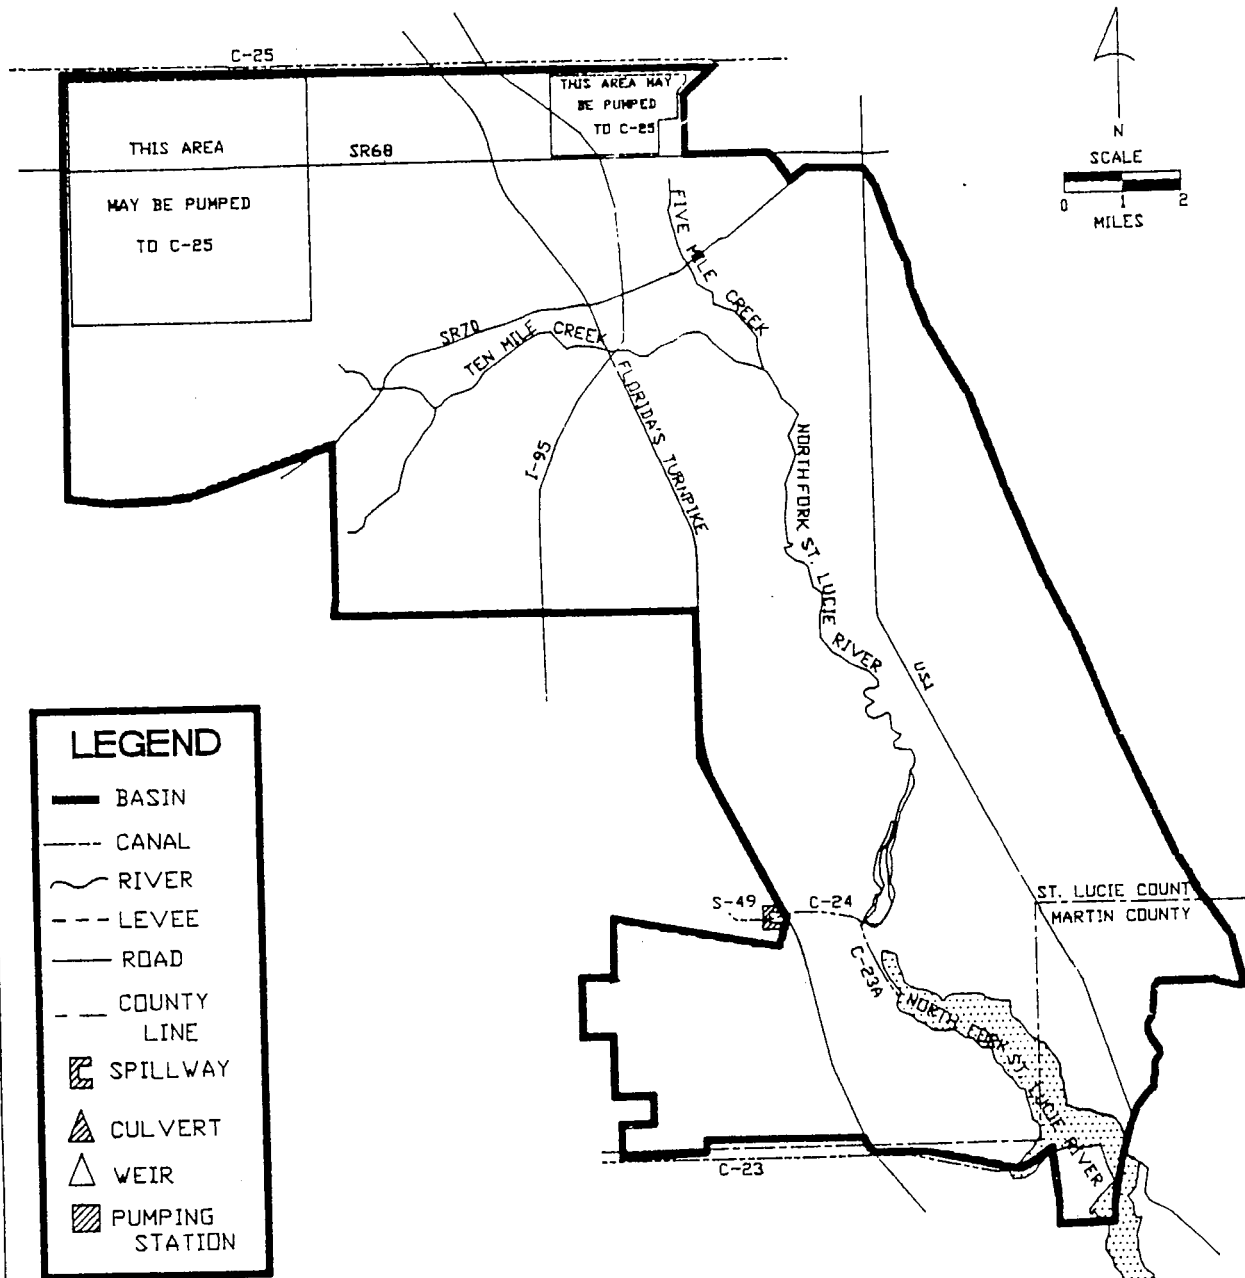 C-25
THIS AREA MAY
BE PUMPED
TO C-25
N
SCALE
0 1 2
MILES
THIS AREA
MAY BE PUMPED
TO C-25
SR68
FIVE MILE CREEK
SR70
TEN MILE CREEK
FLORIDA'S TURNPIKE
I-95
NORTH FORK ST. LUCIE RIVER
US1
LEGEND
BASIN
CANAL
RIVER
LEVEE
ROAD
COUNTY
LINE
SPILLWAY
CULVERT
WEIR
PUMPING
STATION
S-49
C-24
C-23A
ST. LUCIE COUNT
MARTIN COUNTY
NORTH FORK ST. LUCIE RIVER
C-23